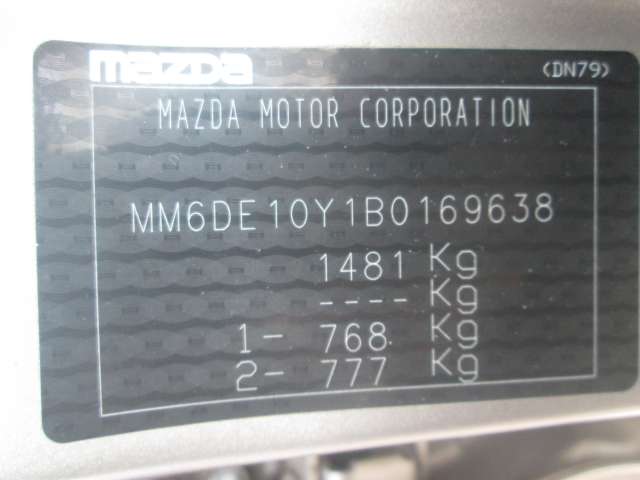 mazda
(DN79)
MAZDA MOTOR CORPORATION
MM6DE10Y1B0169638
1481 Kg
---- Kg
1- 768 Kg
2- 777 Kg